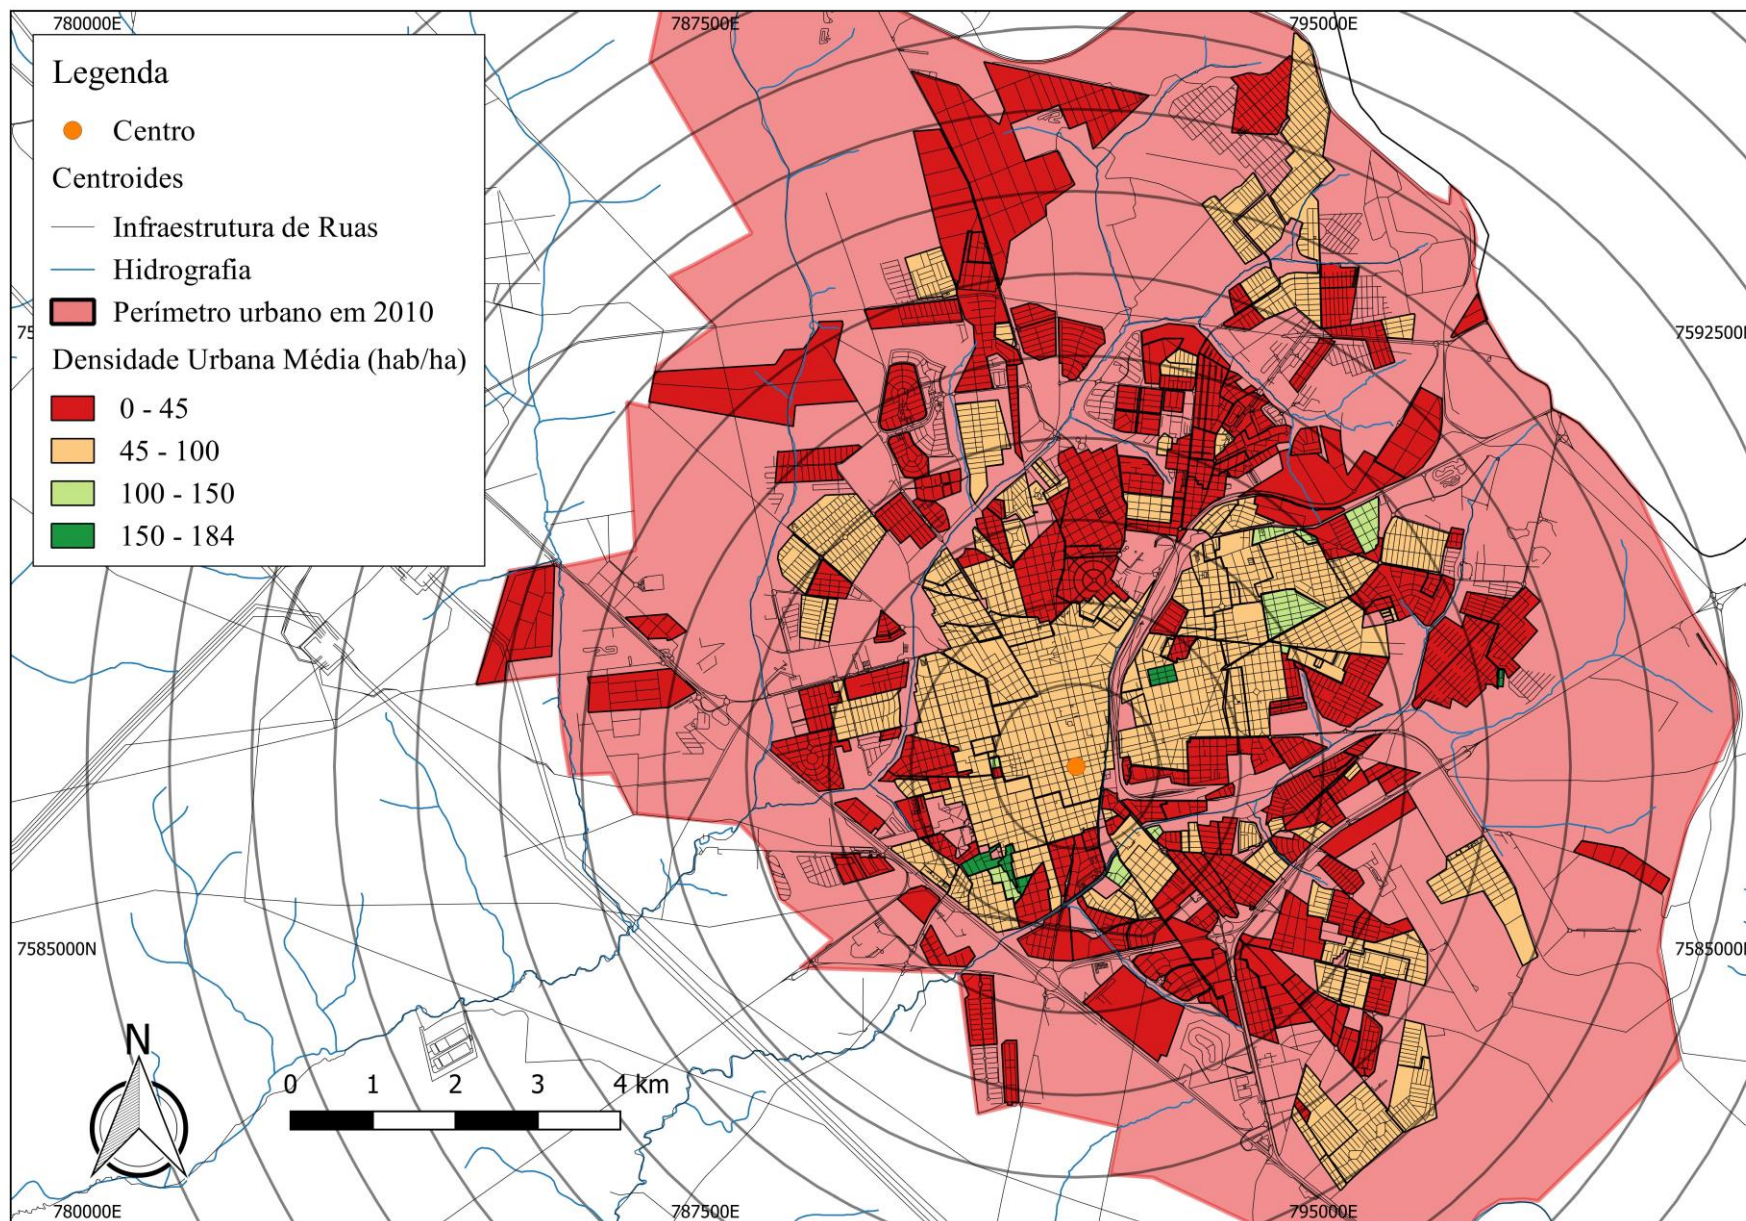 780000E
787500E
795000E
Legenda
Centro
Centroides
Infraestrutura de Ruas
Hidrografia
Perímetro urbano em 2010
75
7592500N
Densidade Urbana Média (hab/ha)
0 - 45
45 - 100
100 - 150
150 - 184
7585000N
7585000N
N
0 1 2 3 4 km
780000E
787500E
795000E